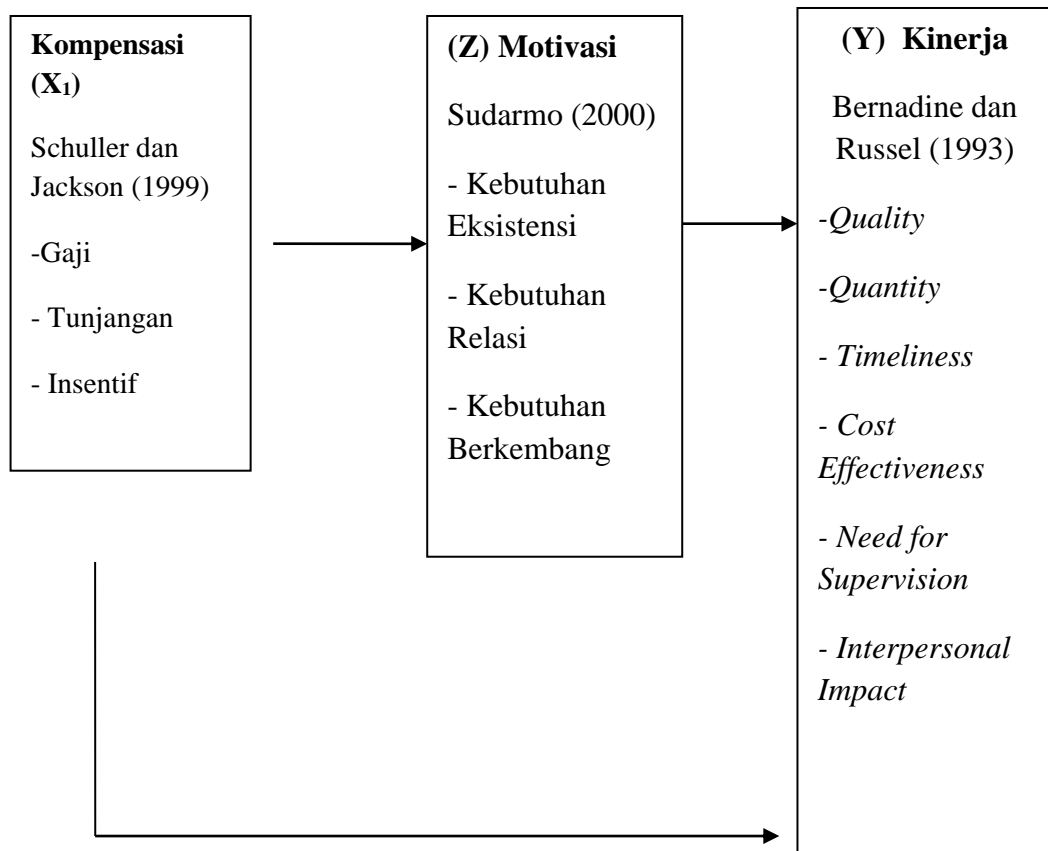 Kompensasi
(X₁)
Schuller dan
Jackson (1999)
-Gaji
- Tunjangan
- Insentif
(Z) Motivasi
Sudarmo (2000)
- Kebutuhan
Eksistensi
- Kebutuhan
Relasi
- Kebutuhan
Berkembang
(Y) Kinerja
Bernadine dan
Russel (1993)
-Quality
-Quantity
- Timeliness
- Cost
Effectiveness
- Need for
Supervision
- Interpersonal
Impact